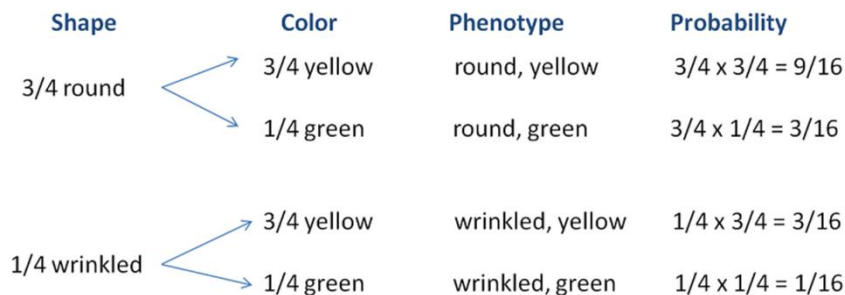 Shape Color Phenotype Probability
3/4 round
3/4 yellow round, yellow 3/4 x 3/4 = 9/16
1/4 green round, green 3/4 x 1/4 = 3/16
1/4 wrinkled
3/4 yellow wrinkled, yellow 1/4 x 3/4 = 3/16
1/4 green wrinkled, green 1/4 x 1/4 = 1/16